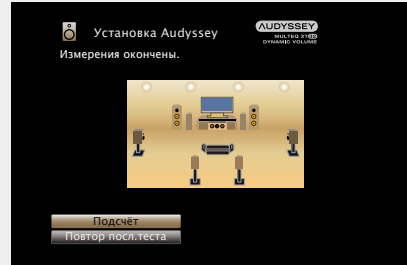 Установка Audyssey
AUDYSSEY
MULTEQ XT32
DYNAMIC VOLUME
Измерения окончены.
Подсчёт
Повтор посл.теста